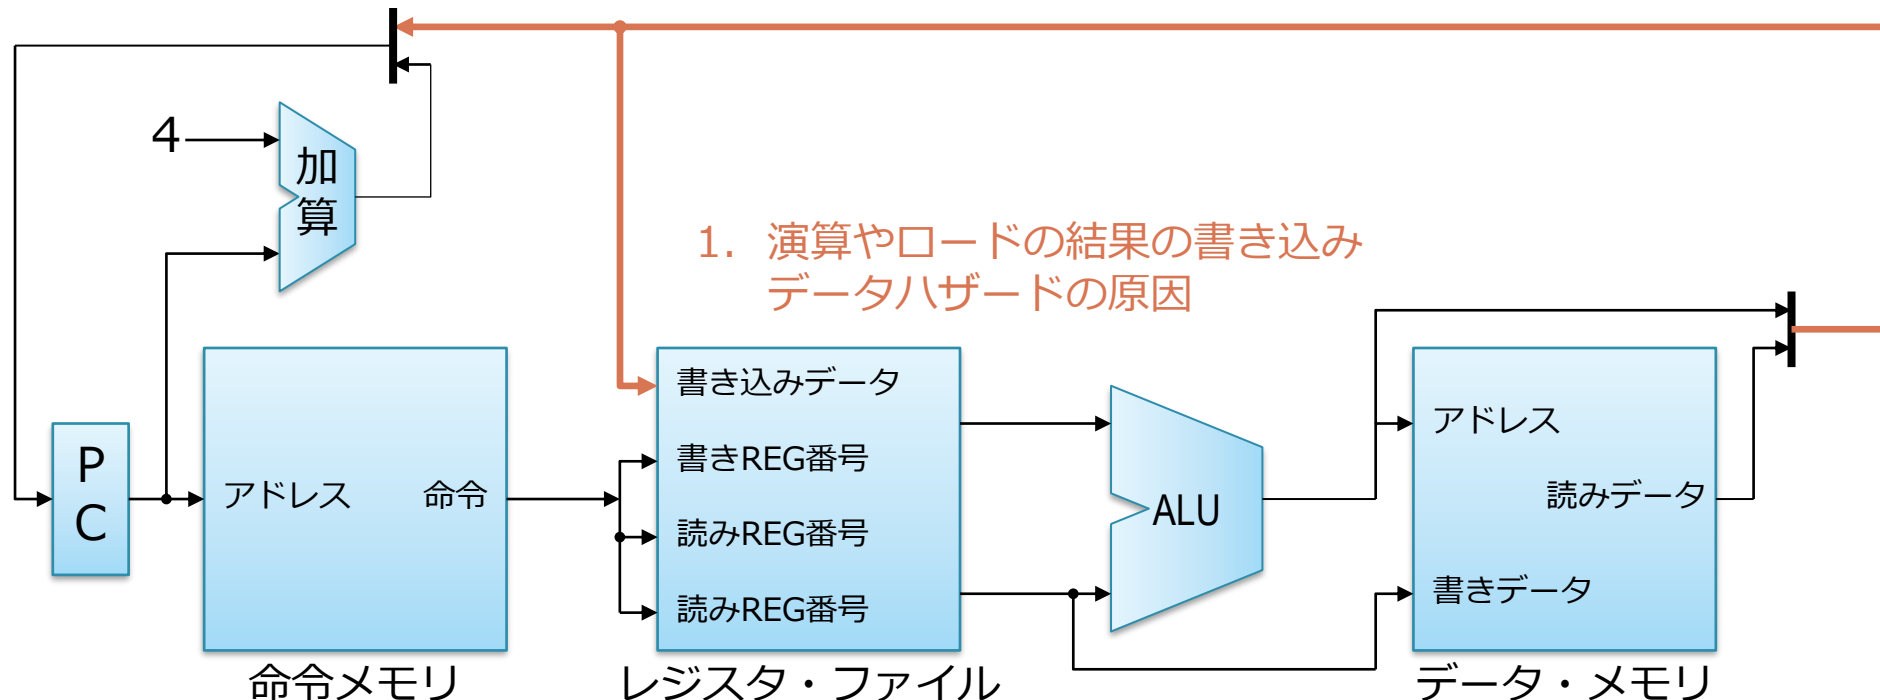 4
加
算
1. 演算やロードの結果の書き込み
データハザードの原因
P
C
アドレス
命令
命令メモリ
書き込みデータ
書きREG番号
読みREG番号
読みREG番号
レジスタ・ファイル
ALU
アドレス
読みデータ
書きデータ
データ・メモリ